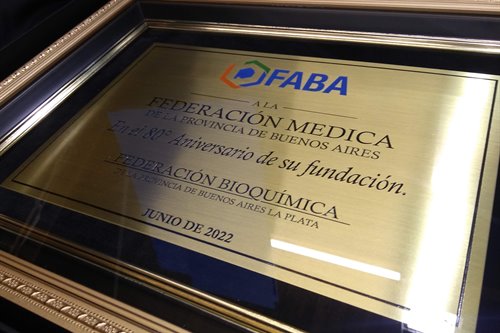 FABA
A LA
FEDERACIÓN MEDICA
DE LA PROVINCIA DE BUENOS AIRES
En el 80° Aniversario de su fundación.
FEDERACIÓN BIOQUÍMICA
DE LA PROVINCIA DE BUENOS AIRES LA PLATA
JUNIO DE 2022